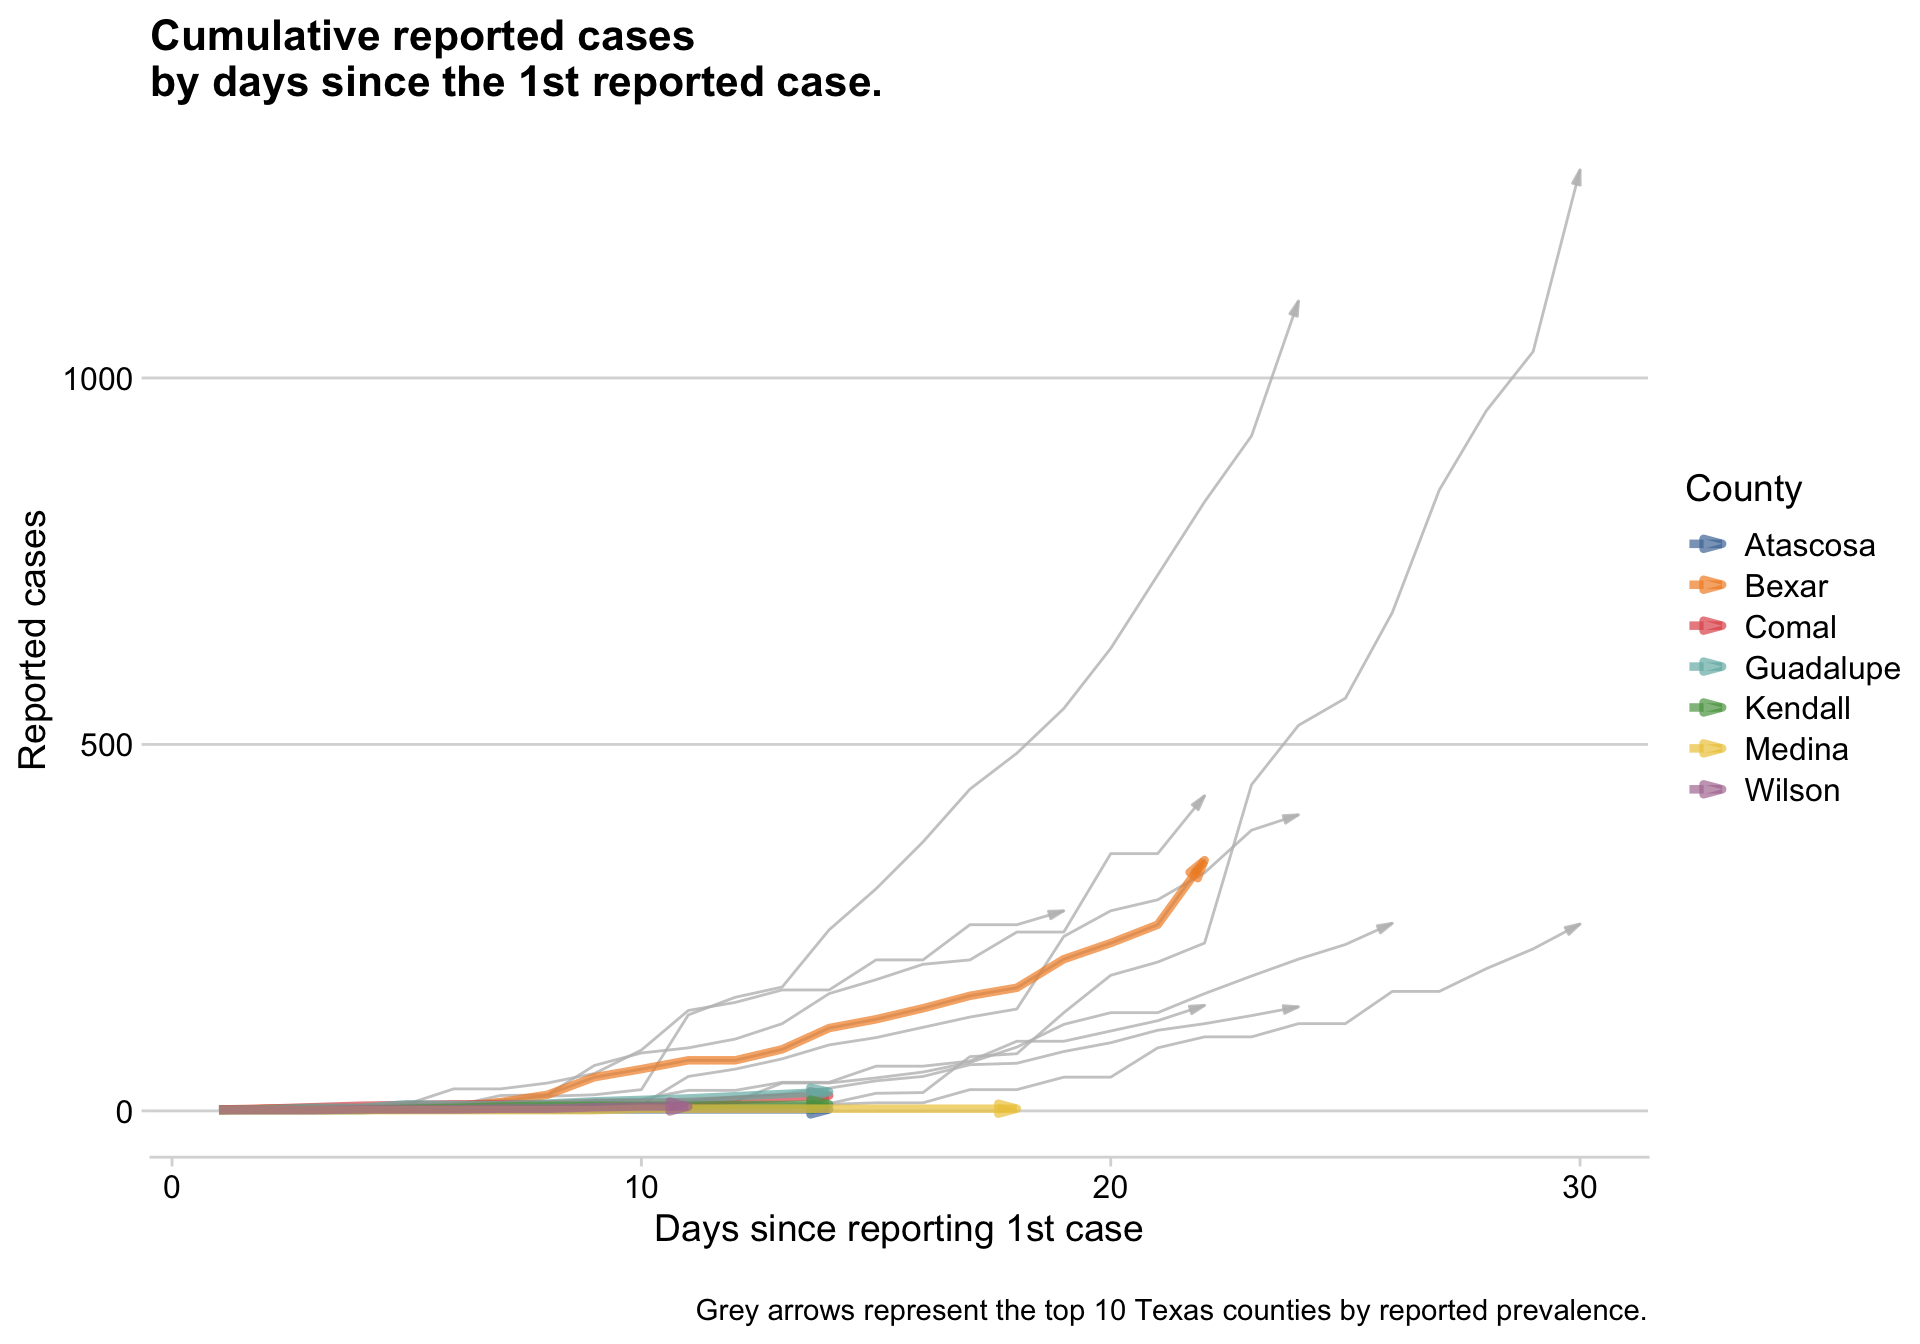 Cumulative reported cases
by days since the 1st reported case.
1000
500
0
Reported cases
0 10 20 30
Days since reporting 1st case
County
Atascosa
Bexar
Comal
Guadalupe
Kendall
Medina
Wilson
Grey arrows represent the top 10 Texas counties by reported prevalence.